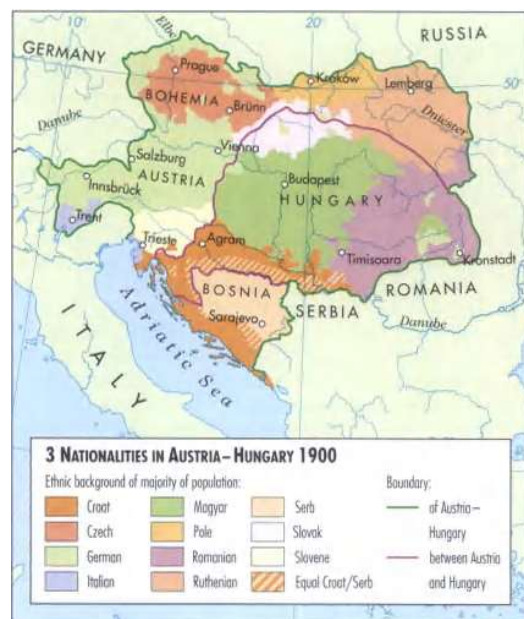 10
20
Elbe
RUSSIA
GERMANY
Prague
Kraków
Lemberg
50
BOHEMIA
Brünn
Dniester
Danube
Vienna
Salzburg
AUSTRIA
Budapest
Innsbrück
HUNGARY
Trent
Trieste
Agram
Timisoara
Kronstadt
BOSNIA
ROMANIA
SERBIA
Sarajevo
Danube
Adriatic Sea
ITALY
3 NATIONALITIES IN AUSTRIA–HUNGARY 1900
Ethnic background of majority of population:
Boundary:
Croat
Magyar
Serb
of Austria–
Hungary
Czech
Pole
Slovak
German
Romanian
Slovene
between Austria
and Hungary
Italian
Ruthenian
Equal Croat/Serb